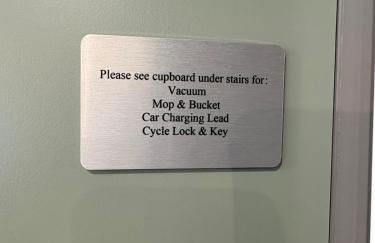 Please see cupboard under stairs for:
Vacuum
Mop & Bucket
Car Charging Lead
Cycle Lock & Key